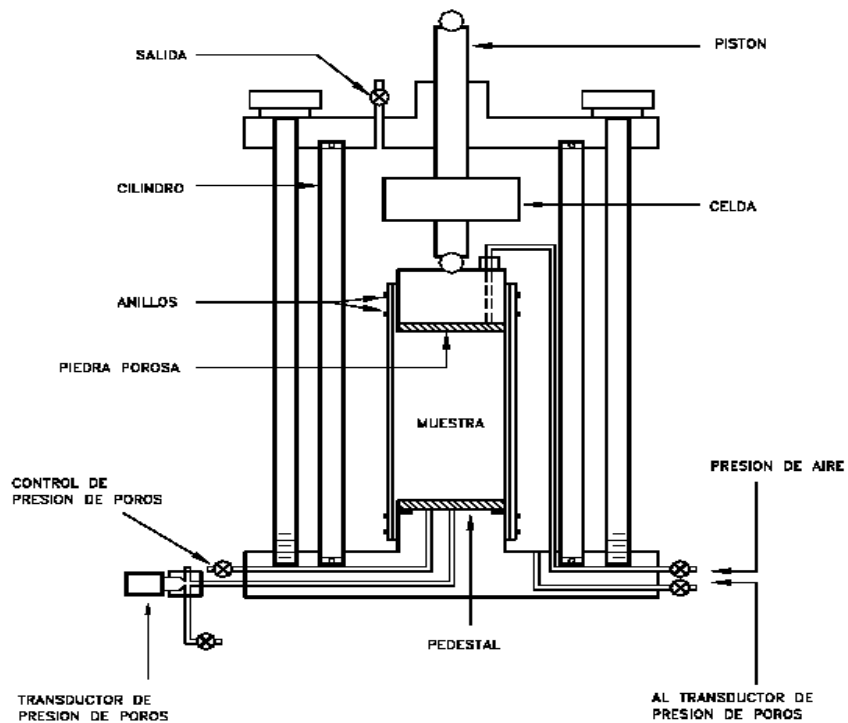 PISTON
SALIDA
CILINDRO
CELDA
ANILLOS
PIEDRA POROSA
MUESTRA
PRESION DE AIRE
CONTROL DE
PRESION DE POROS
PEDESTAL
TRANSDUCTOR DE
PRESION DE POROS
AL TRANSDUCTOR DE
PRESION DE POROS